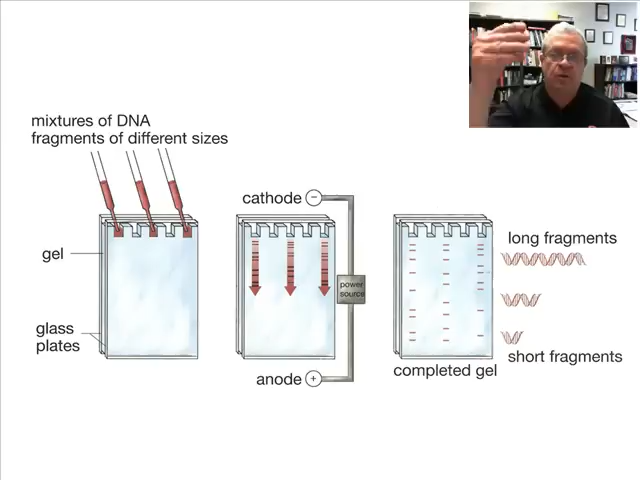 mixtures of DNA
fragments of different sizes
gel
glass
plates
cathode −
power
source
anode +
long fragments
short fragments
completed gel